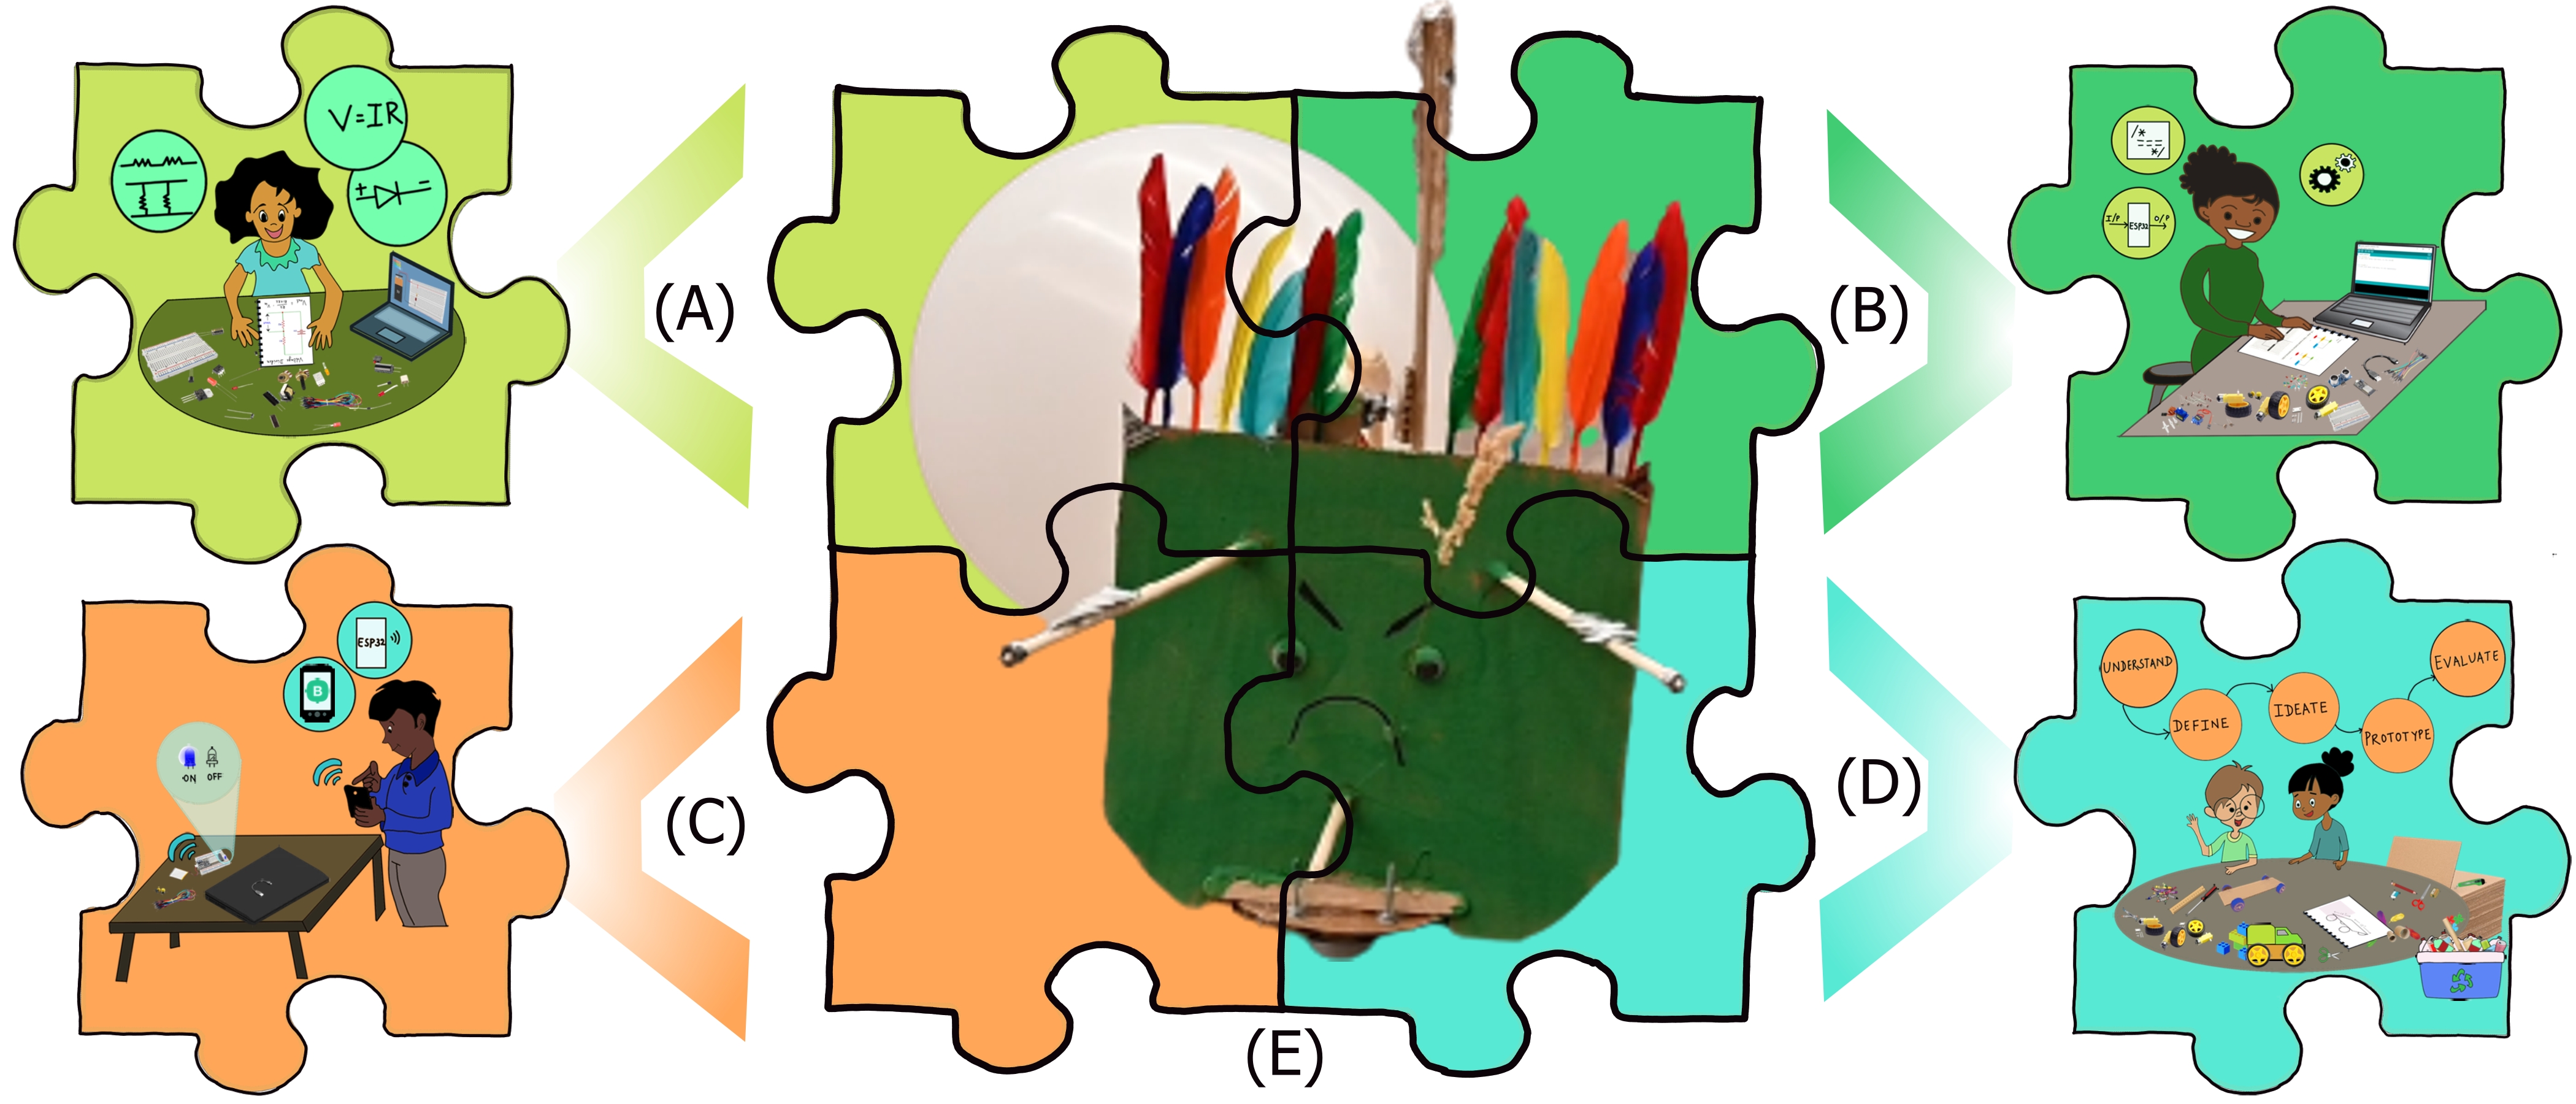 V=IR
+ -
(A)
/*
*/
I/P
ESP32
O/P
(B)
ESP32
B
ON OFF
(C)
UNDERSTAND
DEFINE
IDEATE
PROTOTYPE
EVALUATE
(D)
(E)